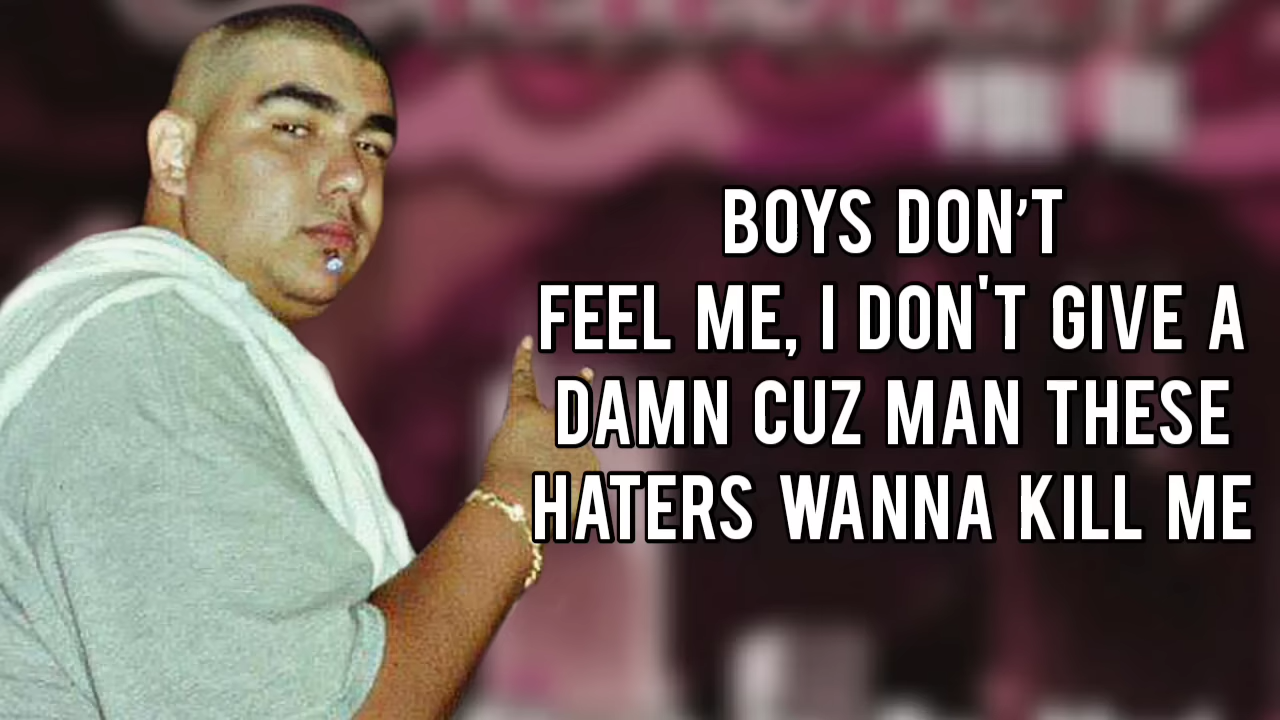 BOYS DON’T
FEEL ME, I DON'T GIVE A
DAMN CUZ MAN THESE
HATERS WANNA KILL ME